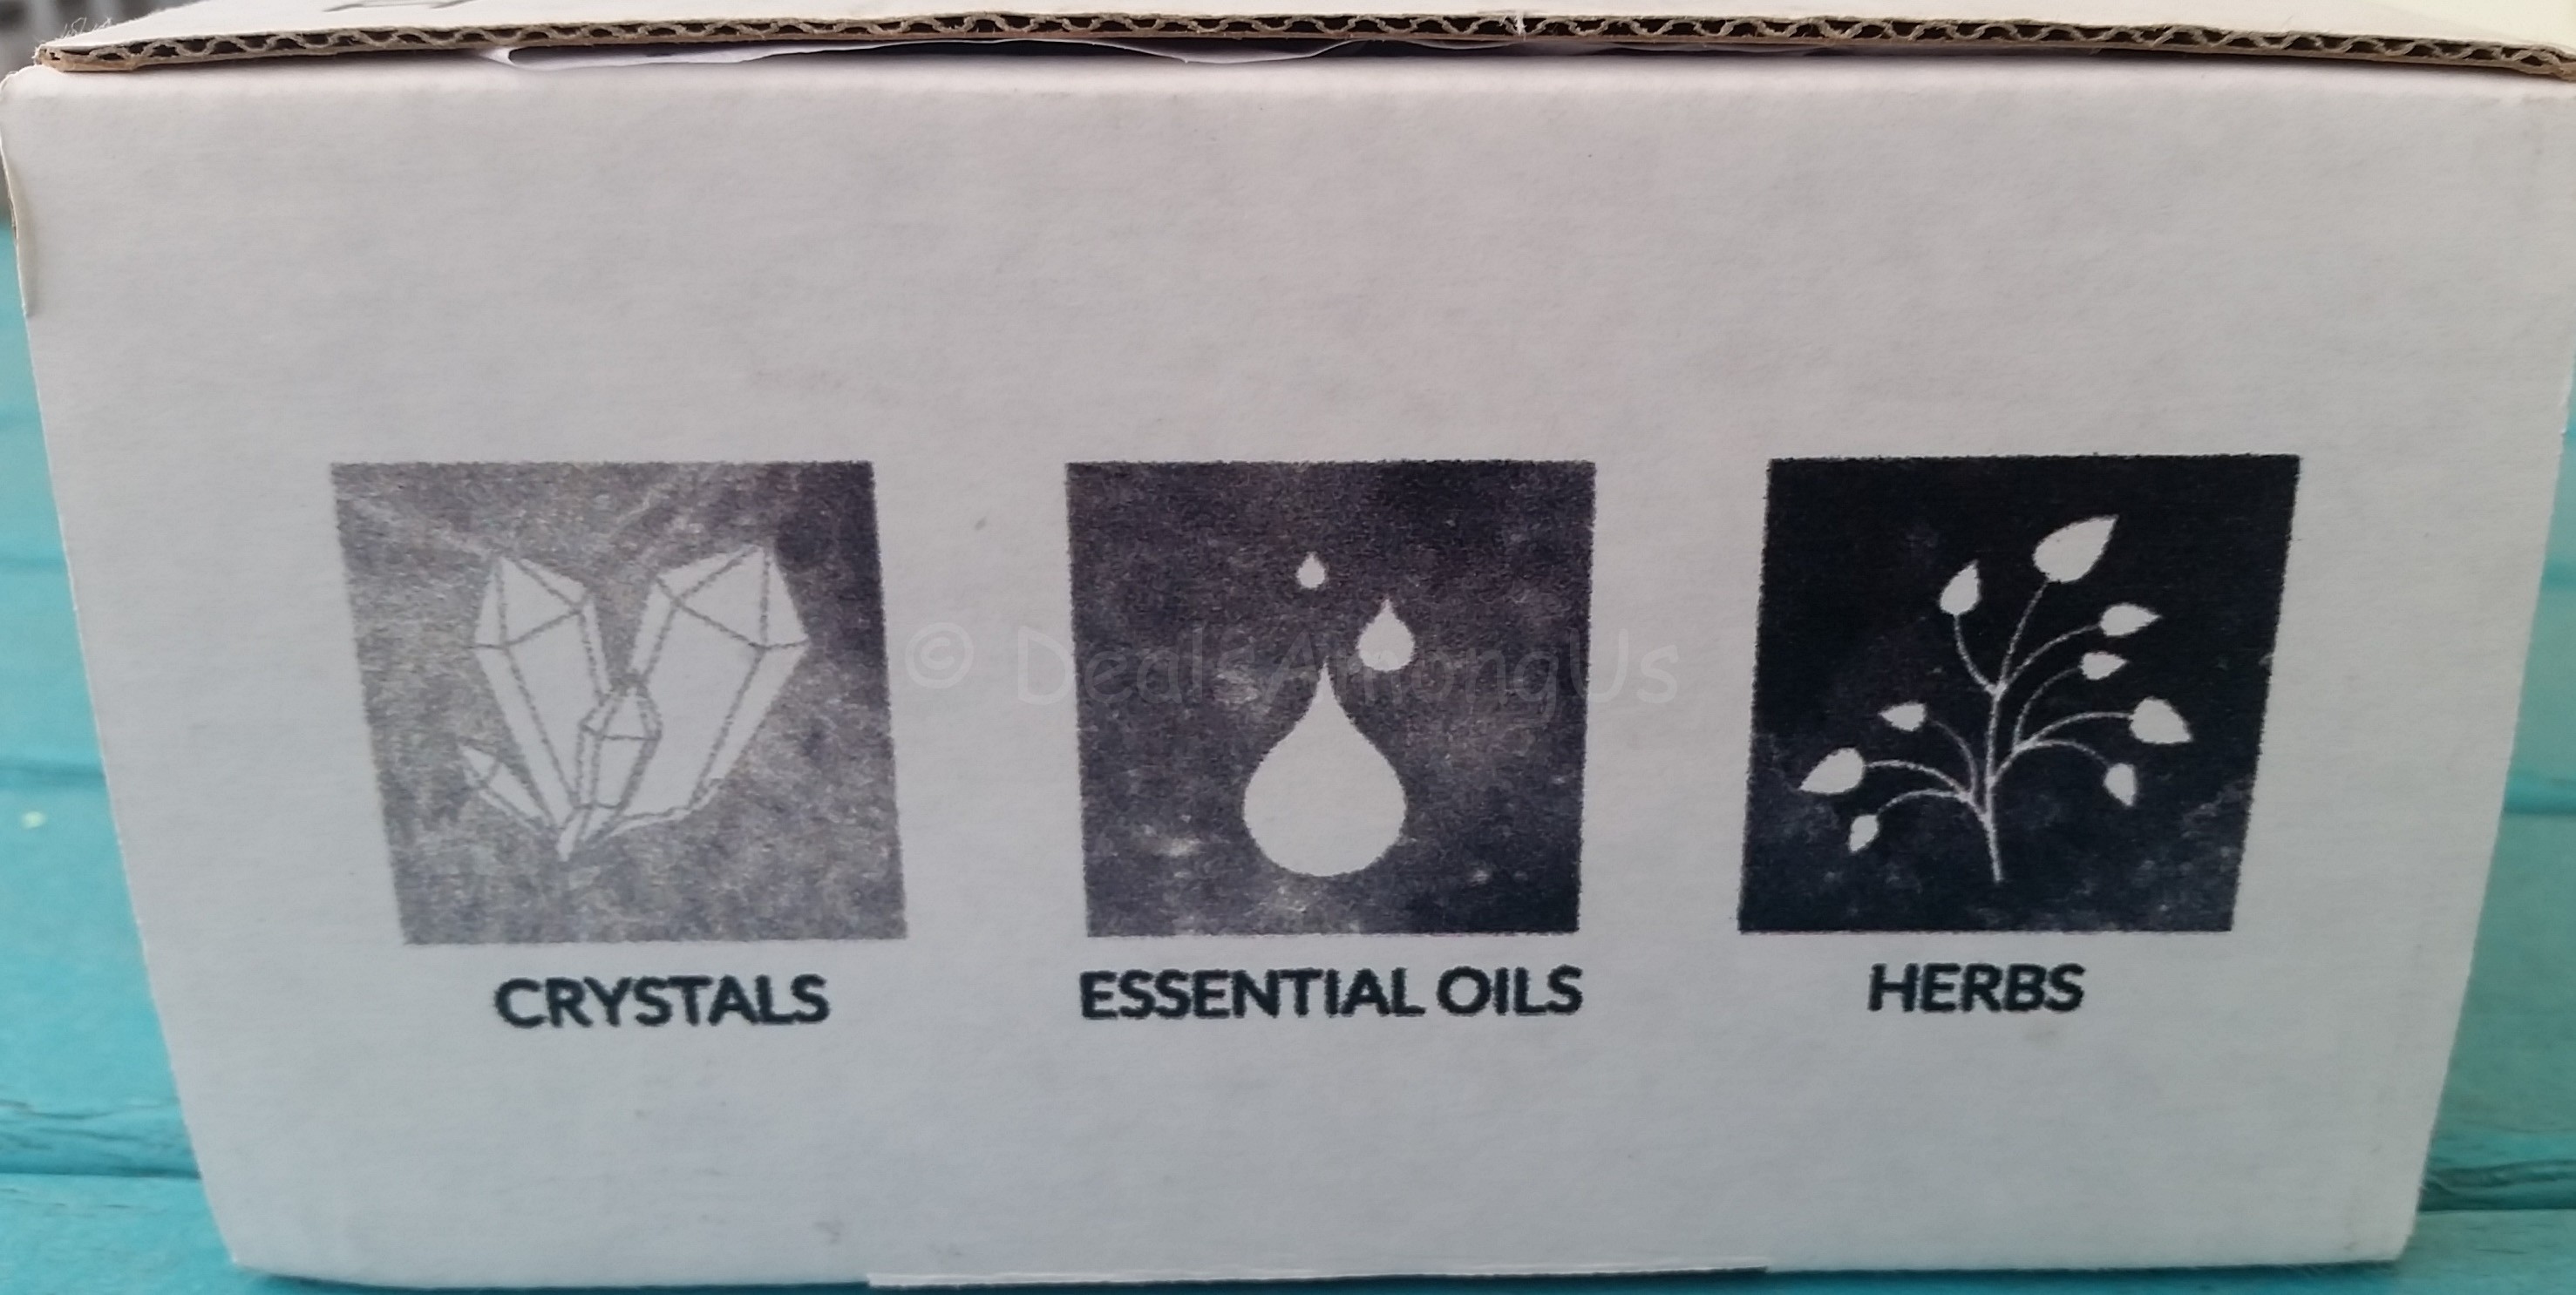 © DealsAmongUs
CRYSTALS
ESSENTIAL OILS
HERBS